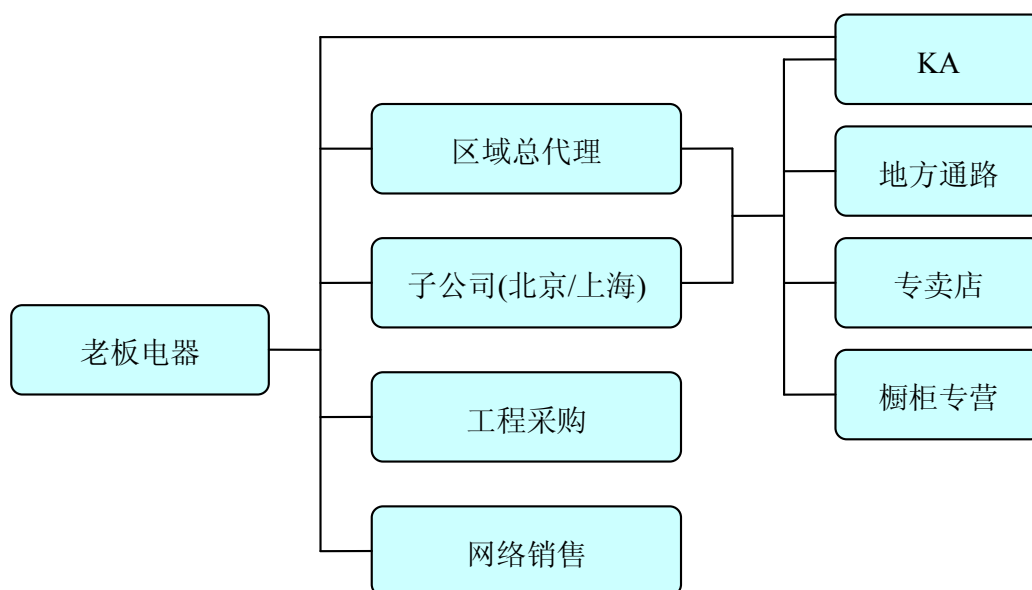 KA
区域总代理
地方通路
子公司(北京/上海)
专卖店
老板电器
橱柜专营
工程采购
网络销售